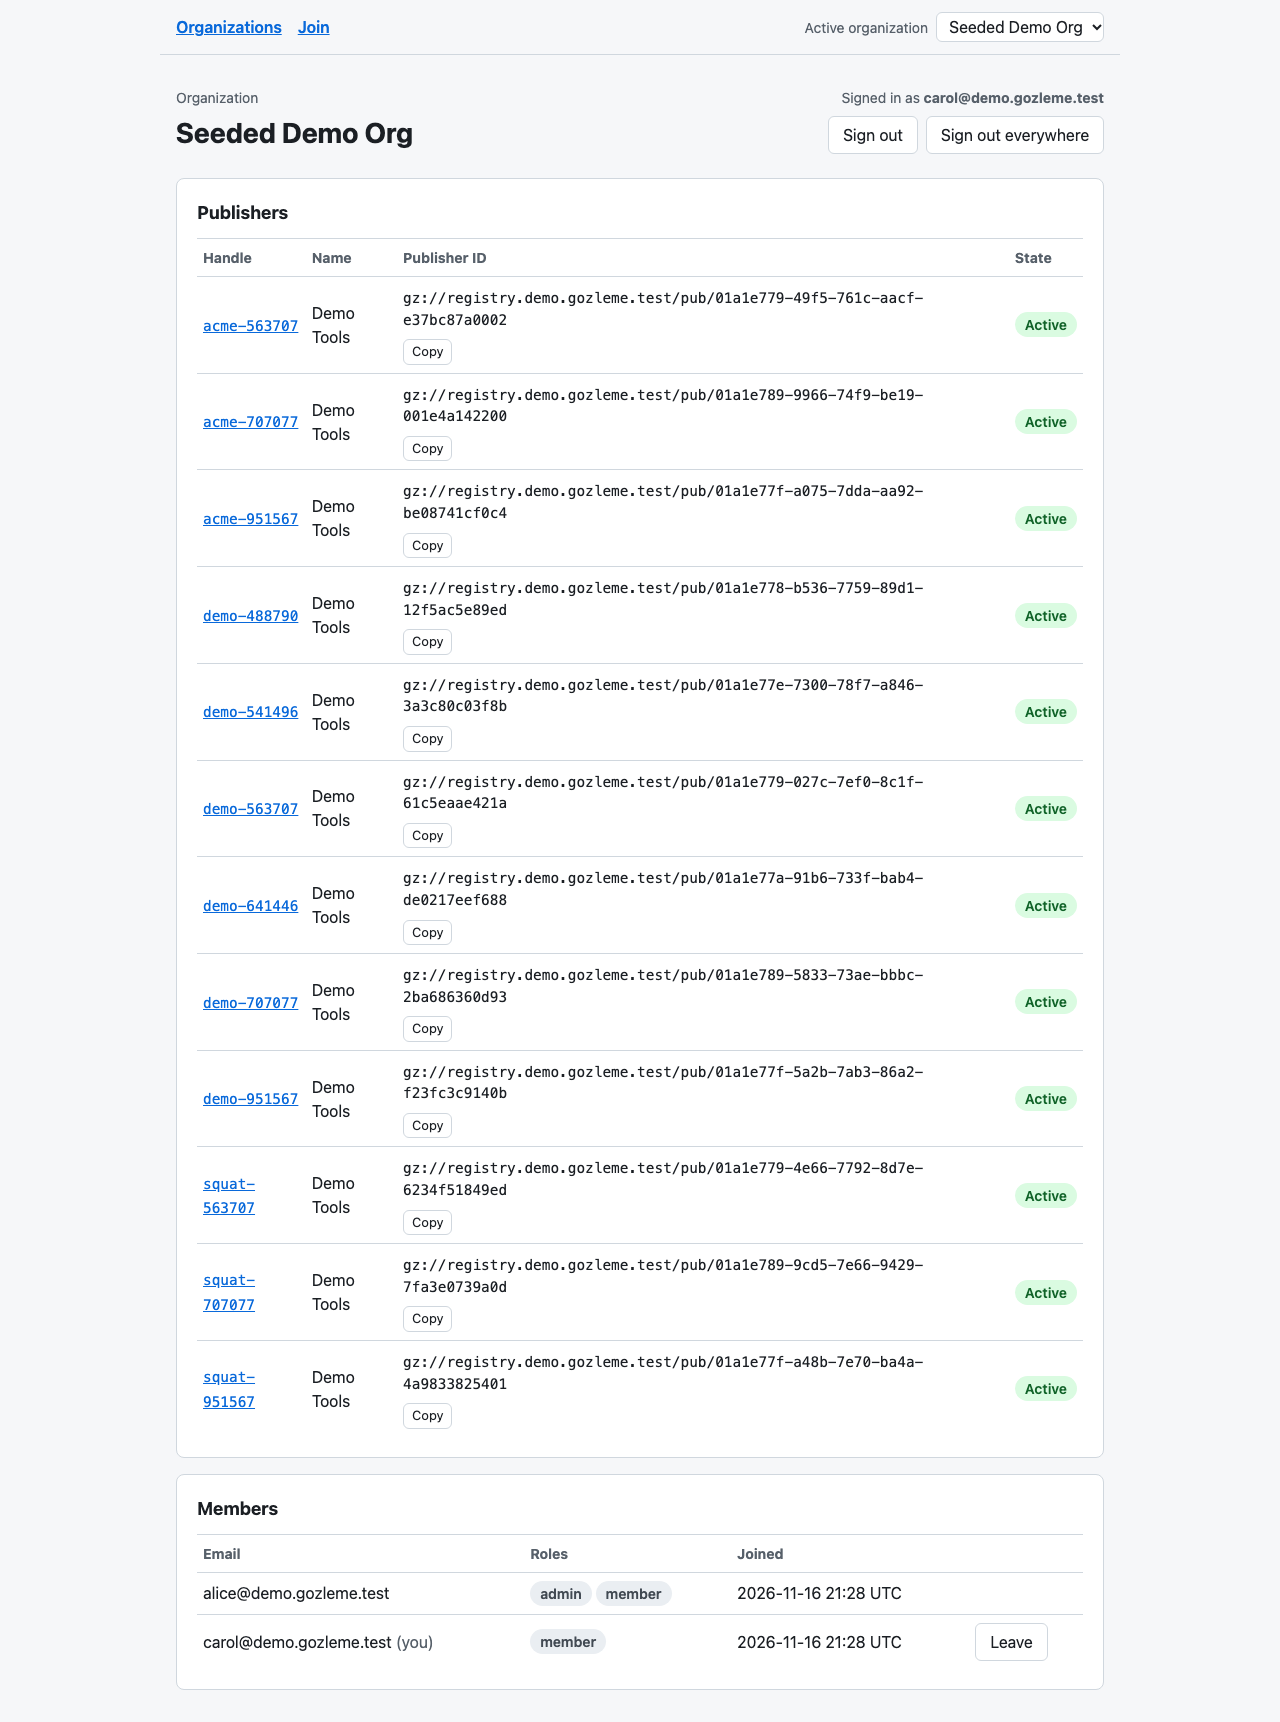 Organizations Join Active organization Seeded Demo Org
Organization
Signed in as carol@demo.gozleme.test
Seeded Demo Org
Sign out Sign out everywhere
Publishers
Handle Name Publisher ID State
acme-563707 Demo Tools gz://registry.demo.gozleme.test/pub/01a1e779-49f5-761c-aacf-
e37bc87a0002
Copy
Active
acme-707077 Demo Tools gz://registry.demo.gozleme.test/pub/01a1e789-9966-74f9-be19-
001e4a142200
Copy
Active
acme-951567 Demo Tools gz://registry.demo.gozleme.test/pub/01a1e77f-a075-7dda-aa92-
be08741cf0c4
Copy
Active
demo-488790 Demo Tools gz://registry.demo.gozleme.test/pub/01a1e778-b536-7759-89d1-
12f5ac5e89ed
Copy
Active
demo-541496 Demo Tools gz://registry.demo.gozleme.test/pub/01a1e77e-7300-78f7-a846-
3a3c80c03f8b
Copy
Active
demo-563707 Demo Tools gz://registry.demo.gozleme.test/pub/01a1e779-027c-7ef0-8c1f-
61c5eaae421a
Copy
Active
demo-641446 Demo Tools gz://registry.demo.gozleme.test/pub/01a1e77a-91b6-733f-bab4-
de0217eef688
Copy
Active
demo-707077 Demo Tools gz://registry.demo.gozleme.test/pub/01a1e789-5833-73ae-bbbc-
2ba686360d93
Copy
Active
demo-951567 Demo Tools gz://registry.demo.gozleme.test/pub/01a1e77f-5a2b-7ab3-86a2-
f23fc3c9140b
Copy
Active
squat-
563707 Demo Tools gz://registry.demo.gozleme.test/pub/01a1e779-4e66-7792-8d7e-
6234f51849ed
Copy
Active
squat-
707077 Demo Tools gz://registry.demo.gozleme.test/pub/01a1e789-9cd5-7e66-9429-
7fa3e0739a0d
Copy
Active
squat-
951567 Demo Tools gz://registry.demo.gozleme.test/pub/01a1e77f-a48b-7e70-ba4a-
4a9833825401
Copy
Active
Members
Email Roles Joined
alice@demo.gozleme.test admin member 2026-11-16 21:28 UTC
carol@demo.gozleme.test (you) member 2026-11-16 21:28 UTC Leave